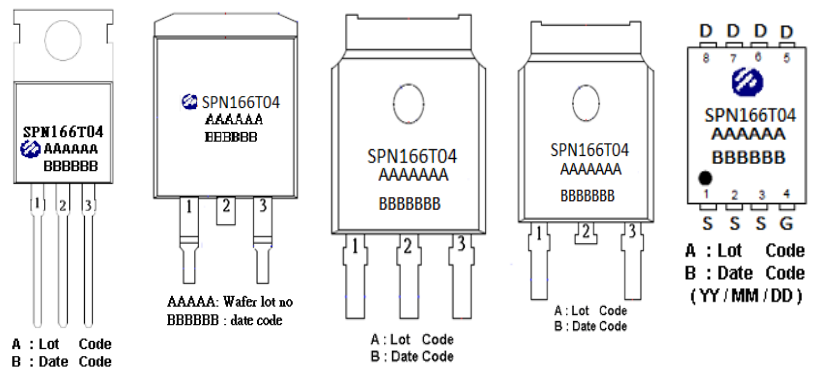 SPN166T04
AAAAAA
BBBBBB
1 2 3
A : Lot Code
B : Date Code
SPN166T04
AAAAAA
BBBBBB
1 2 3
AAAAA: Wafer lot no
BBBBBB : date code
SPN166T04
AAAAAAA
BBBBBBB
1 2 3
A : Lot Code
B : Date Code
SPN166T04
AAAAAAA
BBBBBBB
1 2 3
A : Lot Code
B : Date Code
D D D D
8 7 6 5
SPN166T04
AAAAAA
BBBBBB
1 2 3 4
S S S G
A : Lot Code
B : Date Code
( YY / MM / DD )